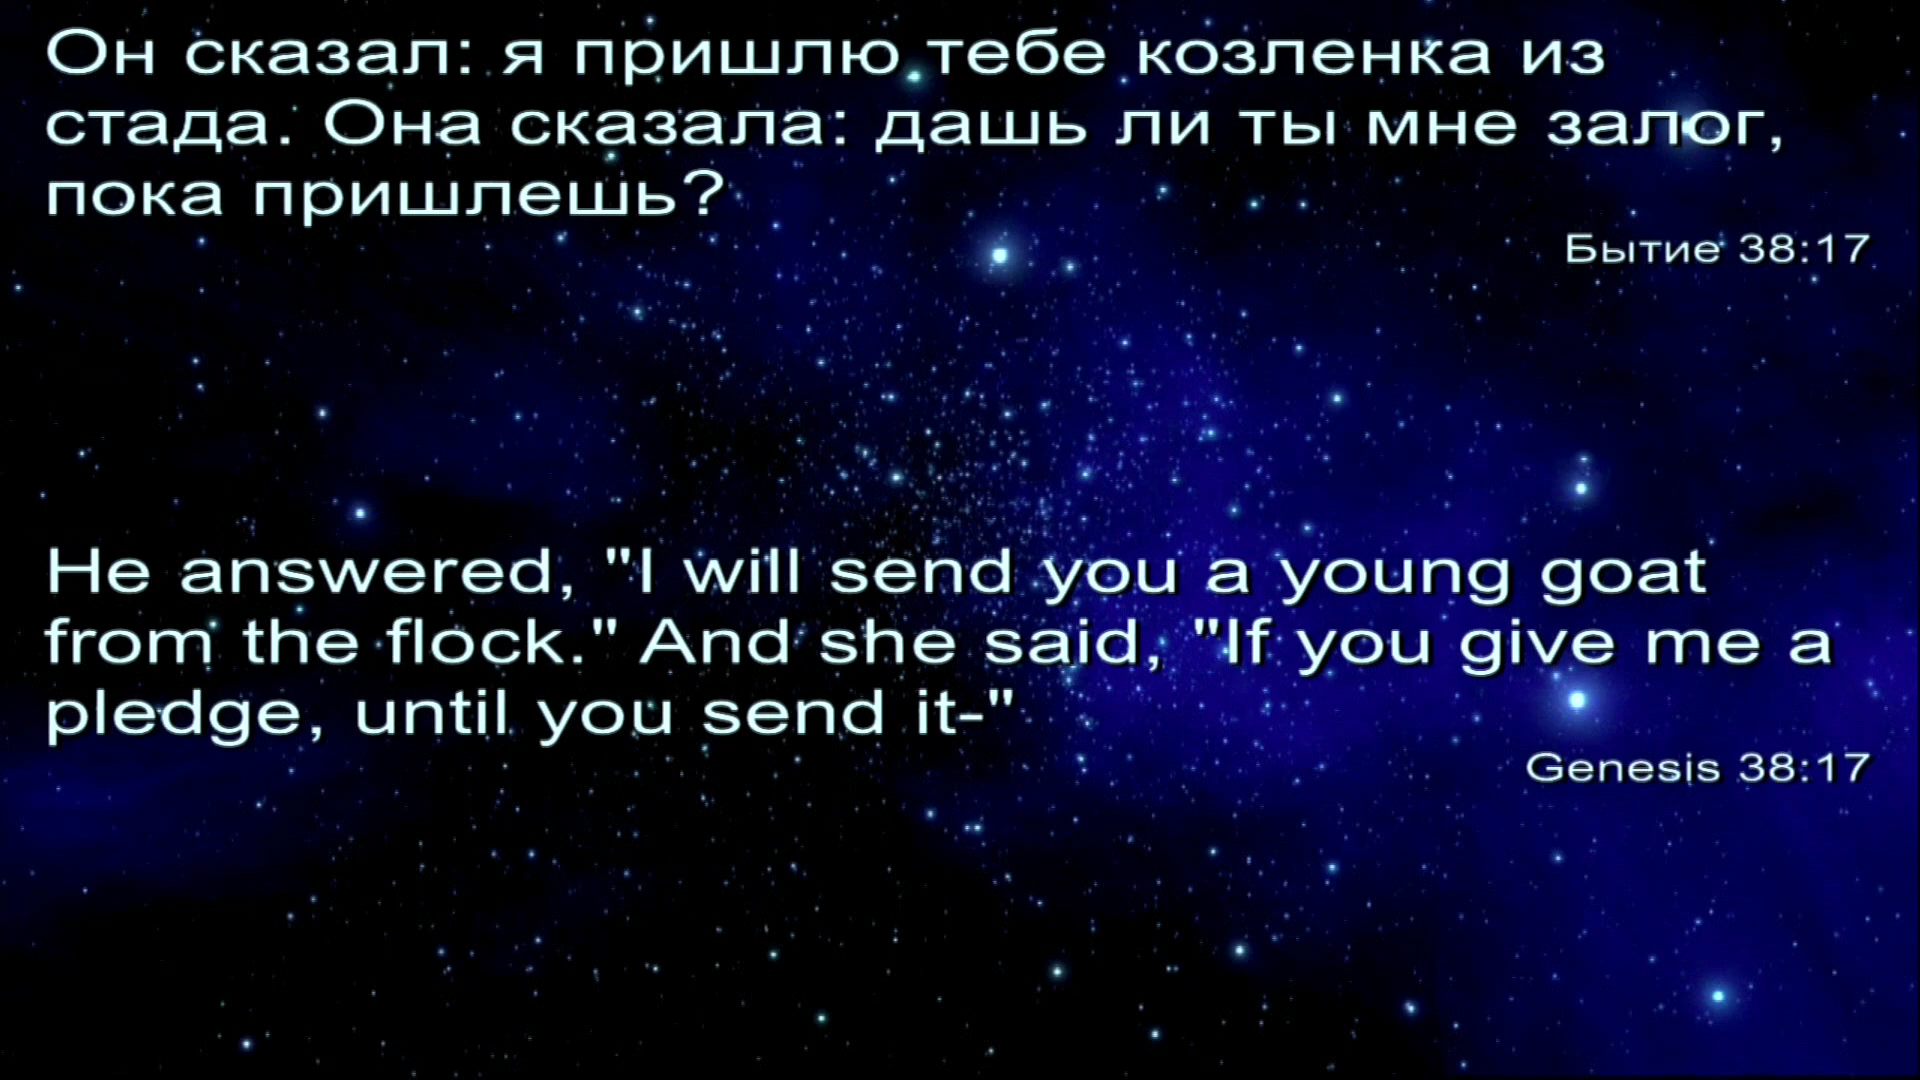 Он сказал: я пришлю тебе козленка из
стада. Она сказала: дашь ли ты мне залог,
пока пришлешь?
Бытие 38:17
He answered, "I will send you a young goat
from the flock." And she said, "If you give me a
pledge, until you send it-"
Genesis 38:17